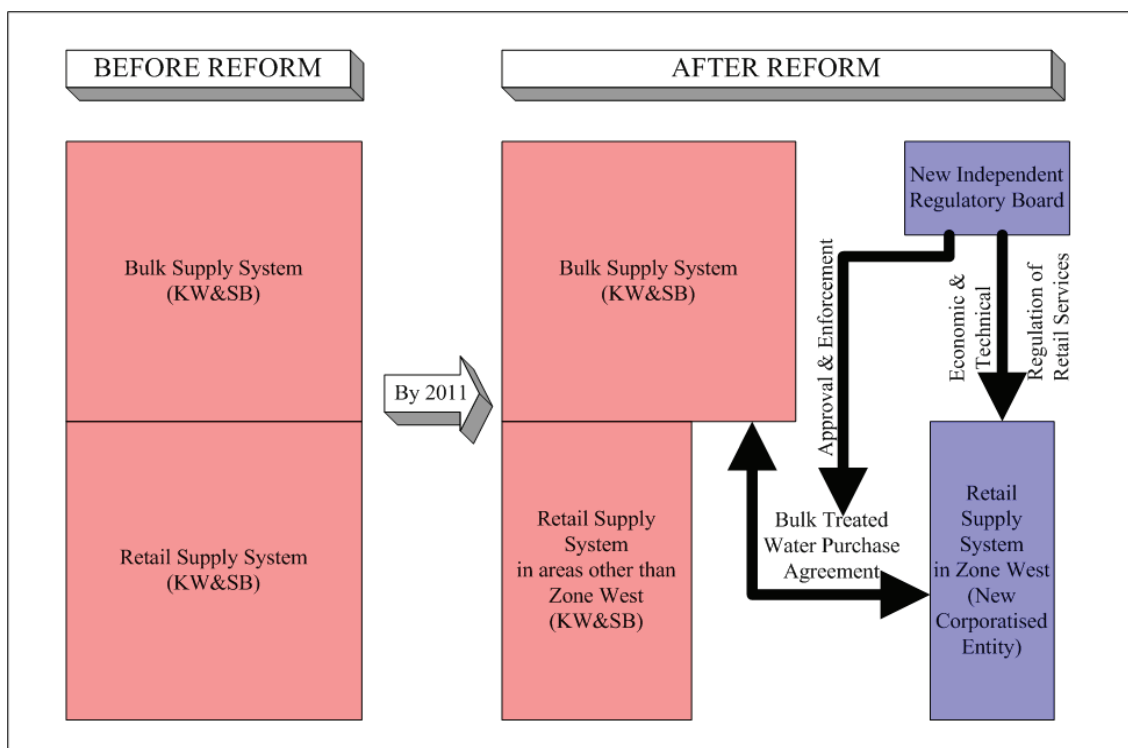 BEFORE REFORM
AFTER REFORM
Bulk Supply System
(KW&SB)
Retail Supply System
(KW&SB)
By 2011
Bulk Supply System
(KW&SB)
Retail Supply
System
in areas other than
Zone West
(KW&SB)
New Independent
Regulatory Board
Approval & Enforcement
Economic &
Technical
Regulation of
Retail Services
Bulk Treated
Water Purchase
Agreement
Retail
Supply
System
in Zone West
(New
Corporatised
Entity)